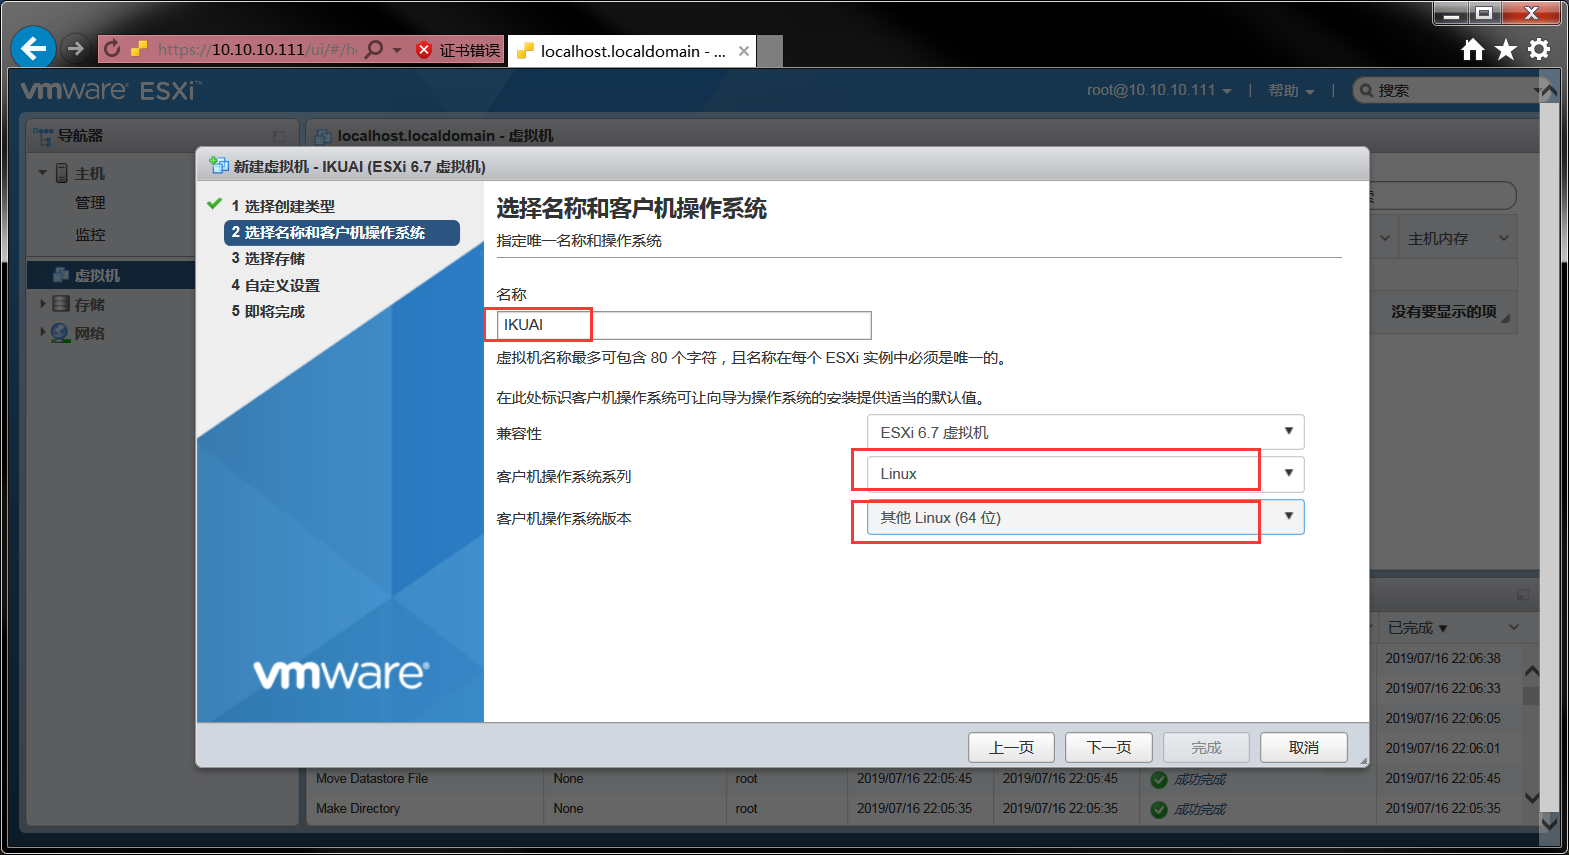 https://10.10.10.111/ui/#/h
证书错误
localhost.localdomain - ...
vmware ESXi™
root@10.10.10.111
帮助
搜索
导航器
localhost.localdomain - 虚拟机
主机
管理
监控
虚拟机
存储
网络
主机内存
没有要显示的项
新建虚拟机 - IKUAI (ESXi 6.7 虚拟机)
1 选择创建类型
2 选择名称和客户机操作系统
3 选择存储
4 自定义设置
5 即将完成
vmware®
选择名称和客户机操作系统
指定唯一名称和操作系统
名称
IKUAI
虚拟机名称最多可包含 80 个字符，且名称在每个 ESXi 实例中必须是唯一的。
在此处标识客户机操作系统可让向导为操作系统的安装提供适当的默认值。
兼容性
ESXi 6.7 虚拟机
客户机操作系统系列
Linux
客户机操作系统版本
其他 Linux (64 位)
上一页
下一页
完成
取消
已完成▼
2019/07/16 22:06:38
2019/07/16 22:06:33
2019/07/16 22:06:05
2019/07/16 22:06:01
Move Datastore File None root 2019/07/16 22:05:45 2019/07/16 22:05:45 成功完成 2019/07/16 22:05:45
Make Directory None root 2019/07/16 22:05:35 2019/07/16 22:05:35 成功完成 2019/07/16 22:05:35